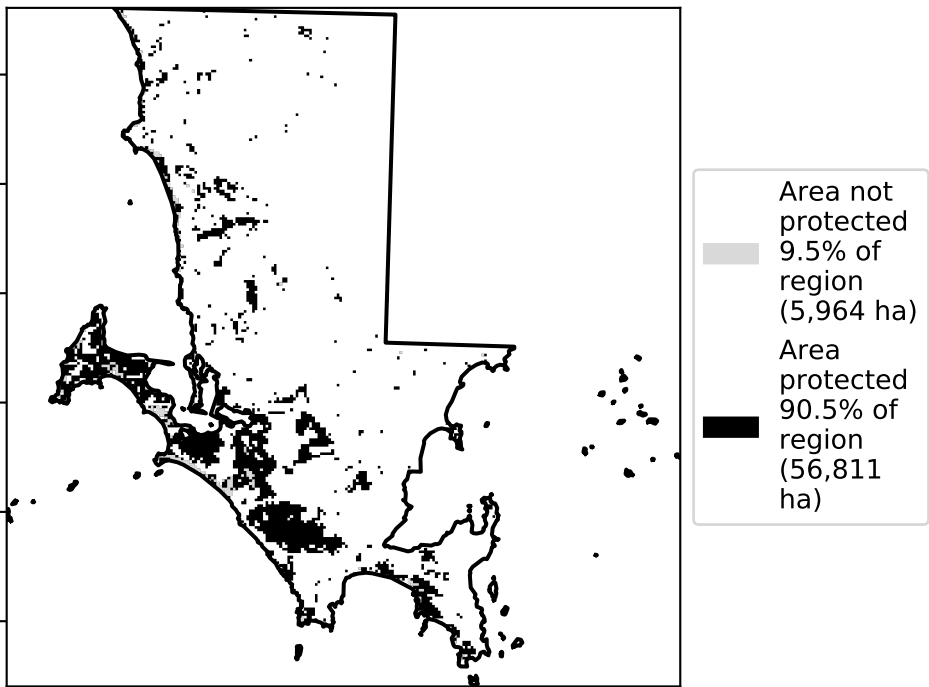 Area not
protected
9.5% of
region
(5,964 ha)
Area
protected
90.5% of
region
(56,811
ha)